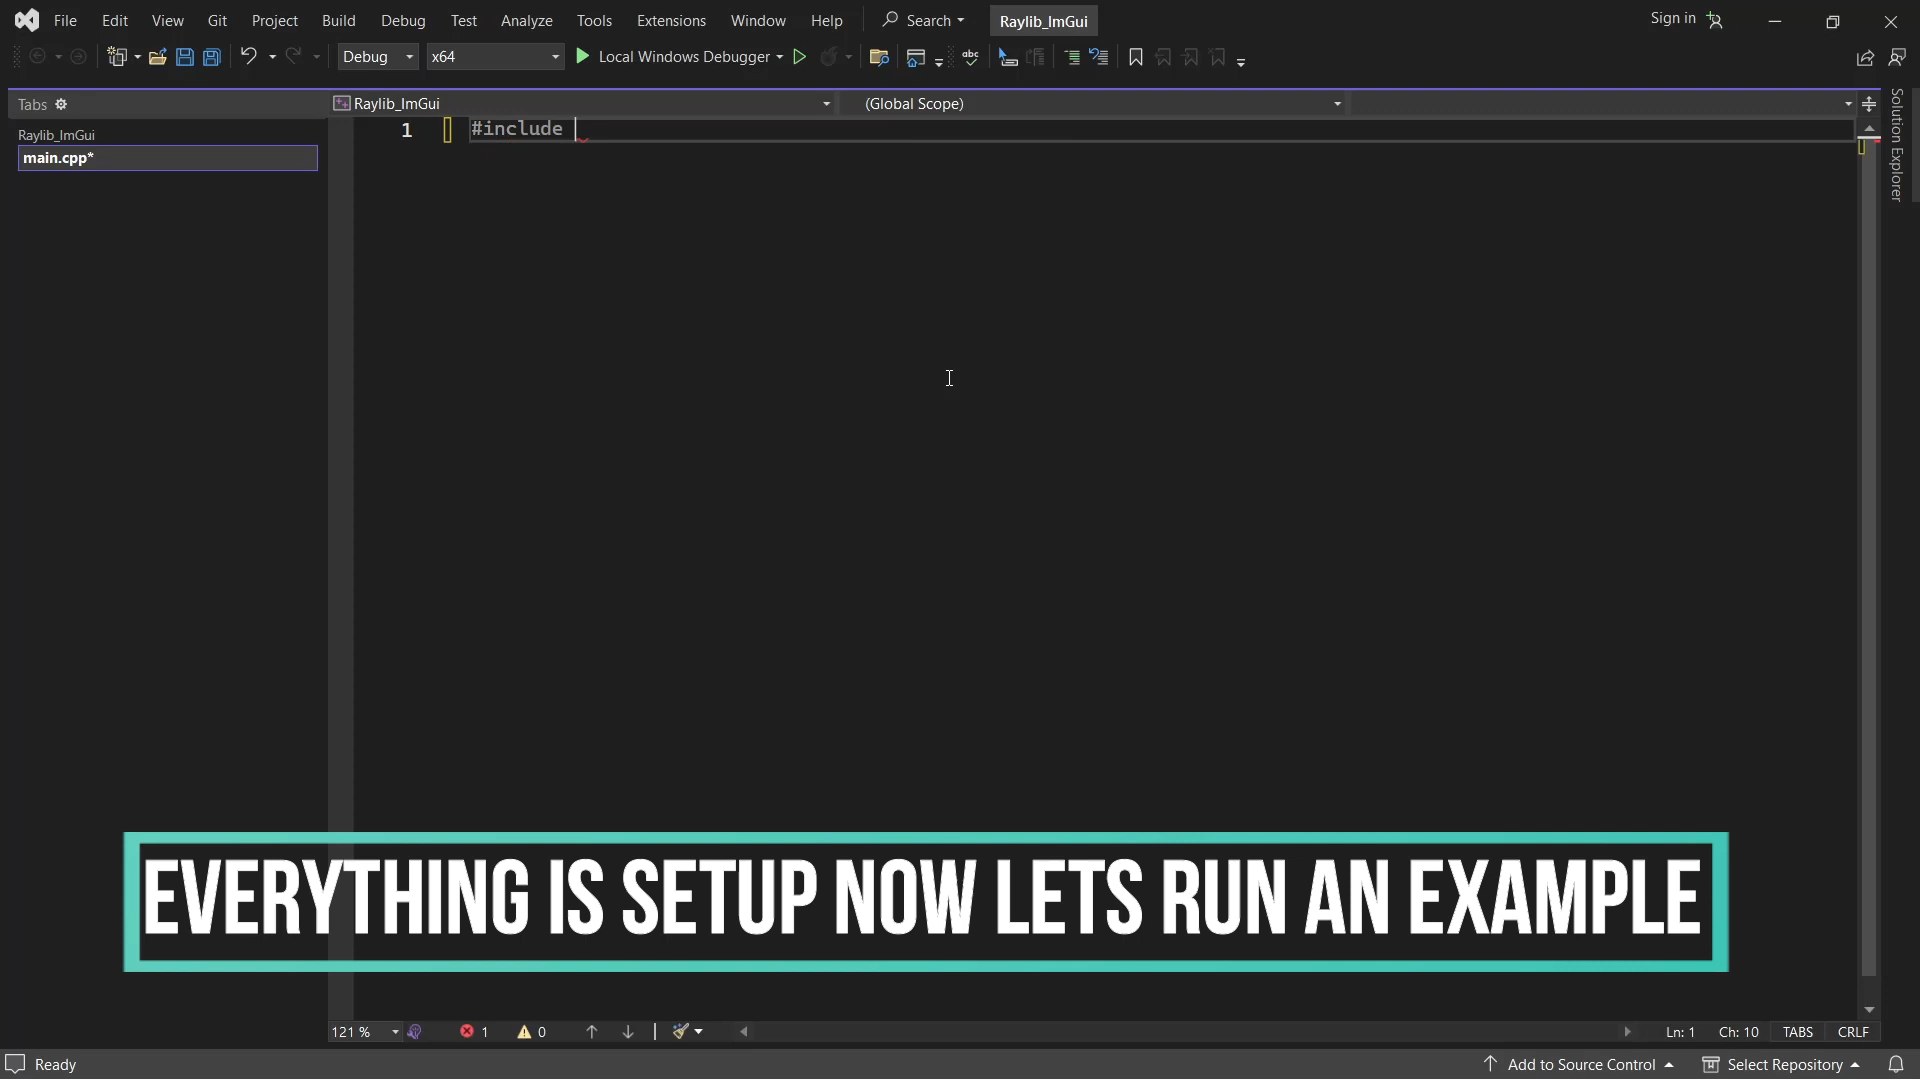 File Edit View Git Project Build Debug Test Analyze Tools Extensions Window Help Search Raylib_ImGui Sign in
Debug x64 Local Windows Debugger
Tabs Raylib_ImGui (Global Scope)
Raylib_ImGui
main.cpp*
1 #include
Solution Explorer
EVERYTHING IS SETUP NOW LETS RUN AN EXAMPLE
121 % 1 0 Ln: 1 Ch: 10 TABS CRLF
Ready Add to Source Control Select Repository